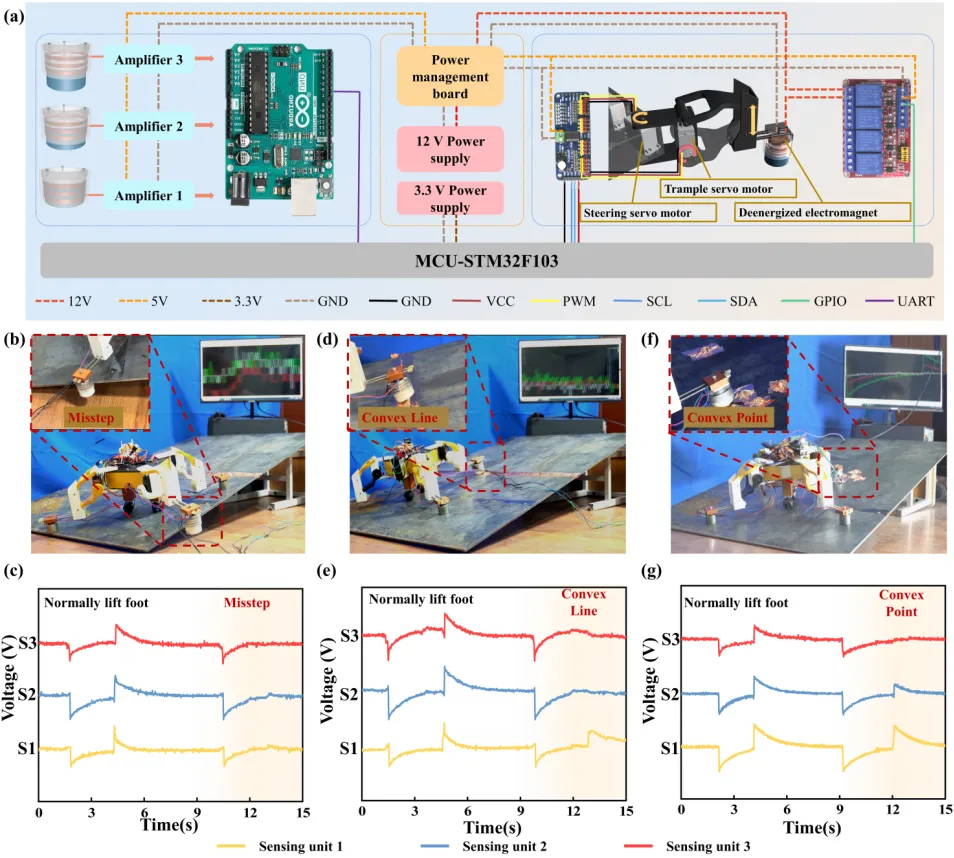 (a)
Amplifier 3
Amplifier 2
Amplifier 1
Power
management
board
12 V Power
supply
3.3 V Power
supply
Trample servo motor
Steering servo motor
Deenergized electromagnet
MCU-STM32F103
12V
5V
3.3V
GND
GND
VCC
PWM
SCL
SDA
GPIO
UART
(b)
Misstep
(d)
Convex Line
(f)
Convex Point
(c)
Normally lift foot
Misstep
S3
S2
S1
Voltage (V)
0 3 6 9 12 15
Time(s)
(e)
Normally lift foot
Convex
Line
S3
S2
S1
Voltage (V)
0 3 6 9 12 15
Time(s)
(g)
Normally lift foot
Convex
Point
S3
S2
S1
Voltage (V)
0 3 6 9 12 15
Time(s)
Sensing unit 1
Sensing unit 2
Sensing unit 3